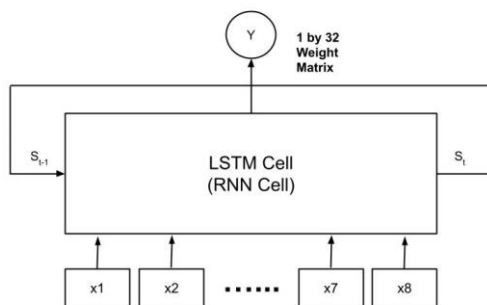 Y
1 by 32
Weight
Matrix
St-1
LSTM Cell
(RNN Cell)
St
x1 x2 ...... x7 x8